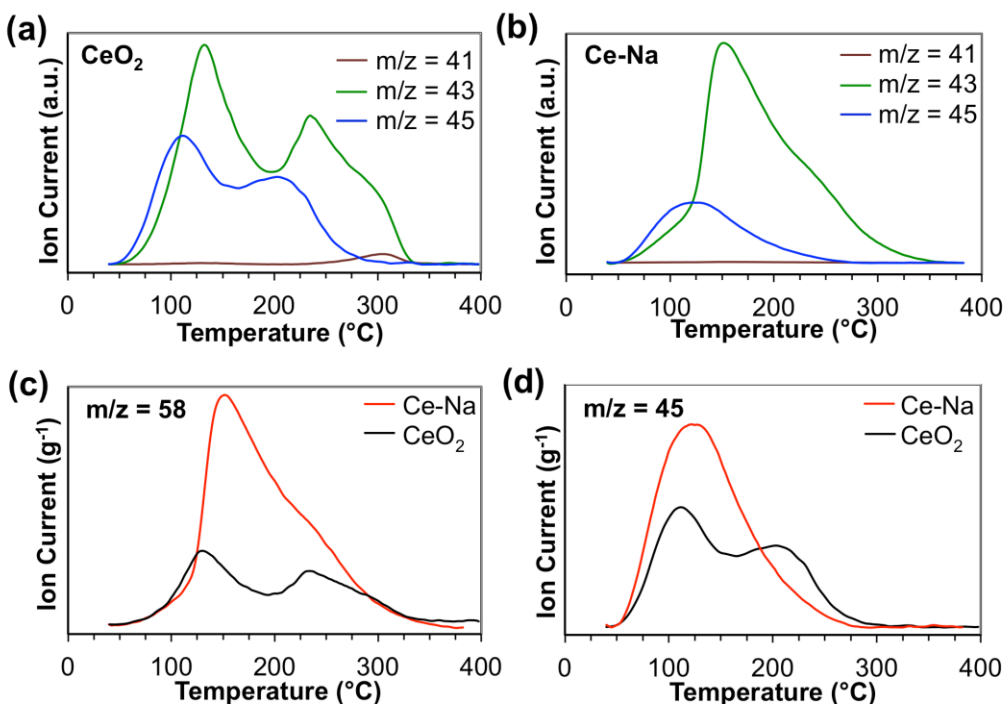 (a)
CeO₂
m/z = 41
m/z = 43
m/z = 45
Ion Current (a.u.)
0 100 200 300 400
Temperature (°C)
(b)
Ce-Na
m/z = 41
m/z = 43
m/z = 45
Ion Current (a.u.)
0 100 200 300 400
Temperature (°C)
(c)
m/z = 58
Ce-Na
CeO₂
Ion Current (g⁻¹)
0 100 200 300 400
Temperature (°C)
(d)
m/z = 45
Ce-Na
CeO₂
Ion Current (g⁻¹)
0 100 200 300 400
Temperature (°C)